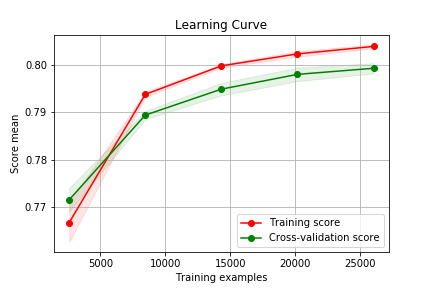 Learning Curve
0.80
0.79
0.78
0.77
Score mean
Training score
Cross-validation score
5000 10000 15000 20000 25000
Training examples